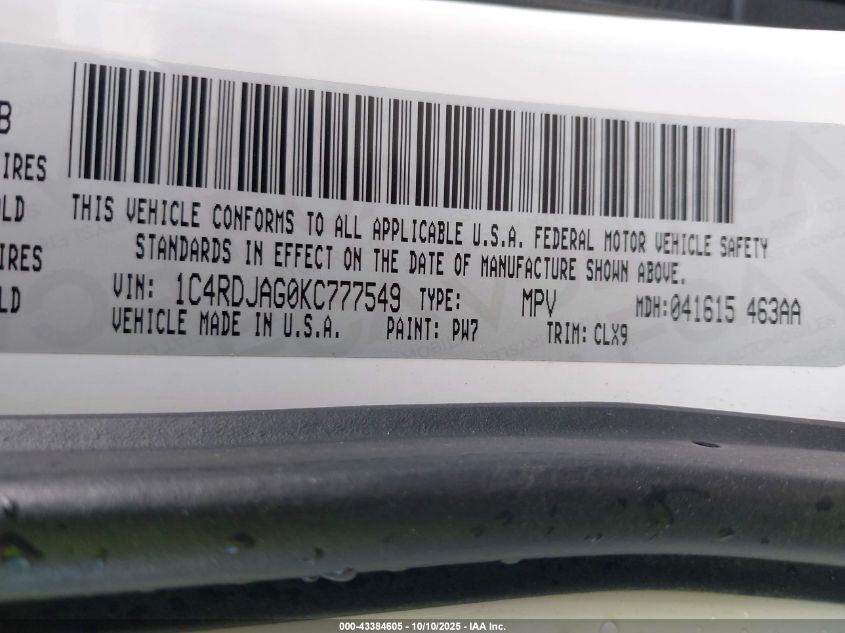 B
IRES
OLD
IRES
LD
THIS VEHICLE CONFORMS TO ALL APPLICABLE U.S.A. FEDERAL MOTOR VEHICLE SAFETY
STANDARDS IN EFFECT ON THE DATE OF MANUFACTURE SHOWN ABOVE.
VIN: 1C4RDJAG0KC777549 TYPE: MPV MDH:041615 463AA
VEHICLE MADE IN U.S.A. PAINT: PW7 TRIM: CLX9
000-43384605 - 10/10/2025 - IAA Inc.